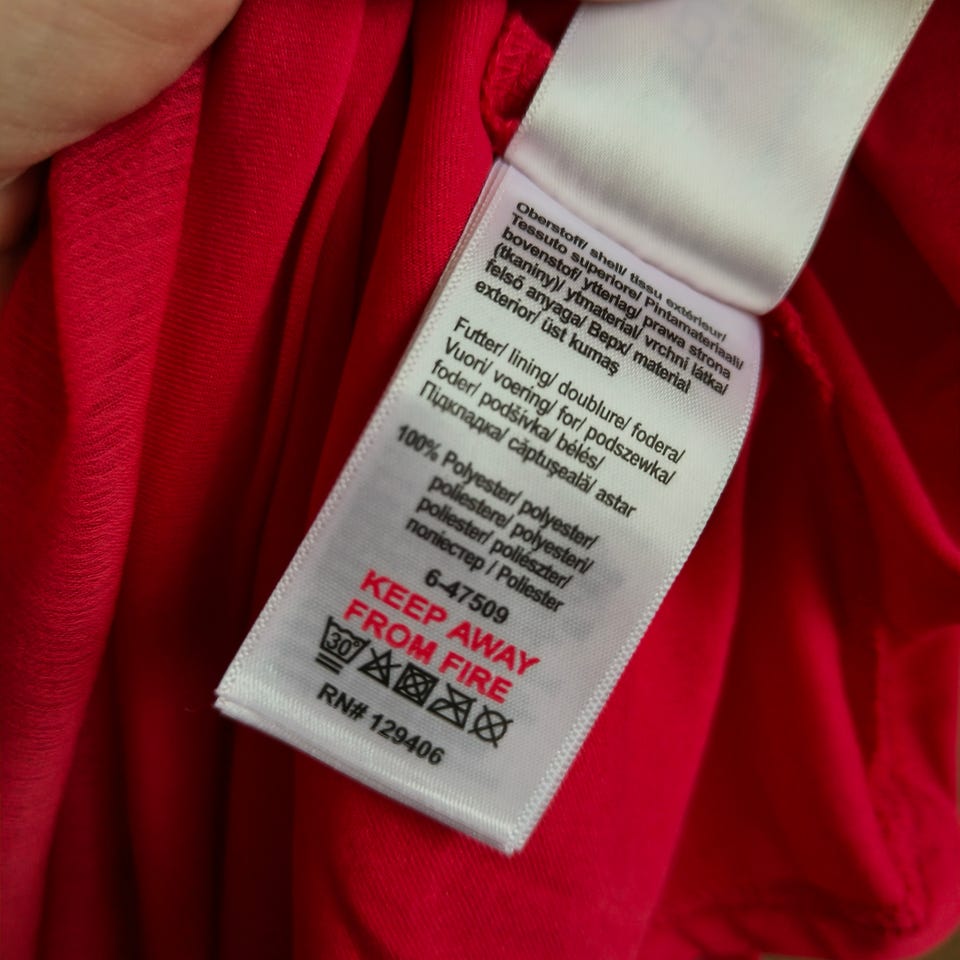 Oberstoff/ shell/ tissu extérieur/
Tessuto superiore/ Pintamateriaali/
bovenstof/ ytterlag/ prawa strona
(tkaniny)/ ytmaterial/ vrchní látka/
felső anyaga/ Верх/ material
exterior/ üst kumaş
Futter/ lining/ doublure/ fodera/
Vuori/ voering/ for/ podszewka/
foder/ podšívka/ bélés/
Підкладка/ căptuşeală/ astar
100% Polyester/ polyester/
poliestere/ polyesteri/
poliester/ poliészter/
поліестер / Poliester
6-47509
KEEP AWAY
FROM FIRE
30°
RN# 129406